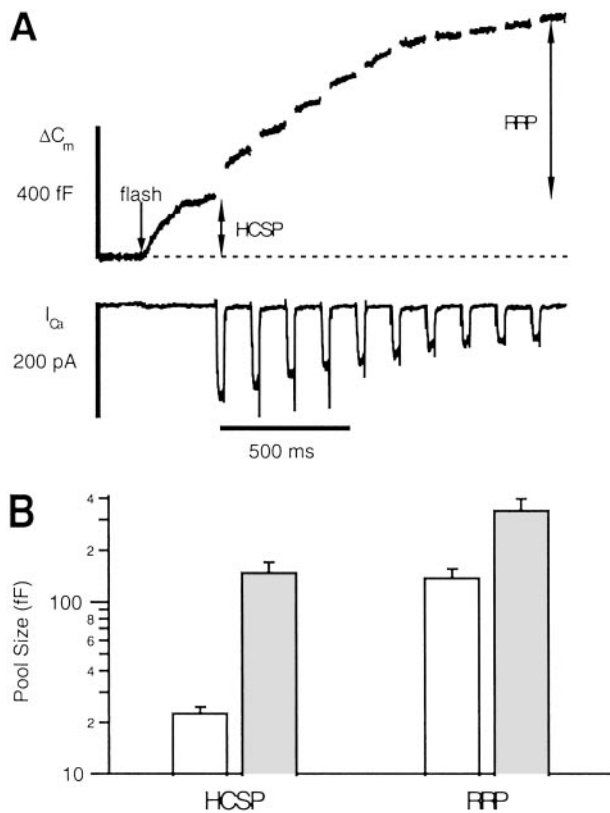 A
ΔCm
400 fF
flash
HCSP
RRP
ICa
200 pA
500 ms
B
Pool Size (fF)
4
2
100
8
6
4
2
10
HCSP
RRP